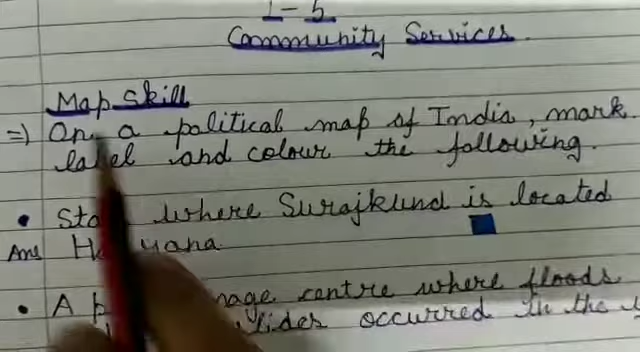 L-5
Community Services.
Map Skill
=) On a political map of India, mark
label and colour the following.
• where Surajkund is located
Ans
• A centre where floods
occurred in the